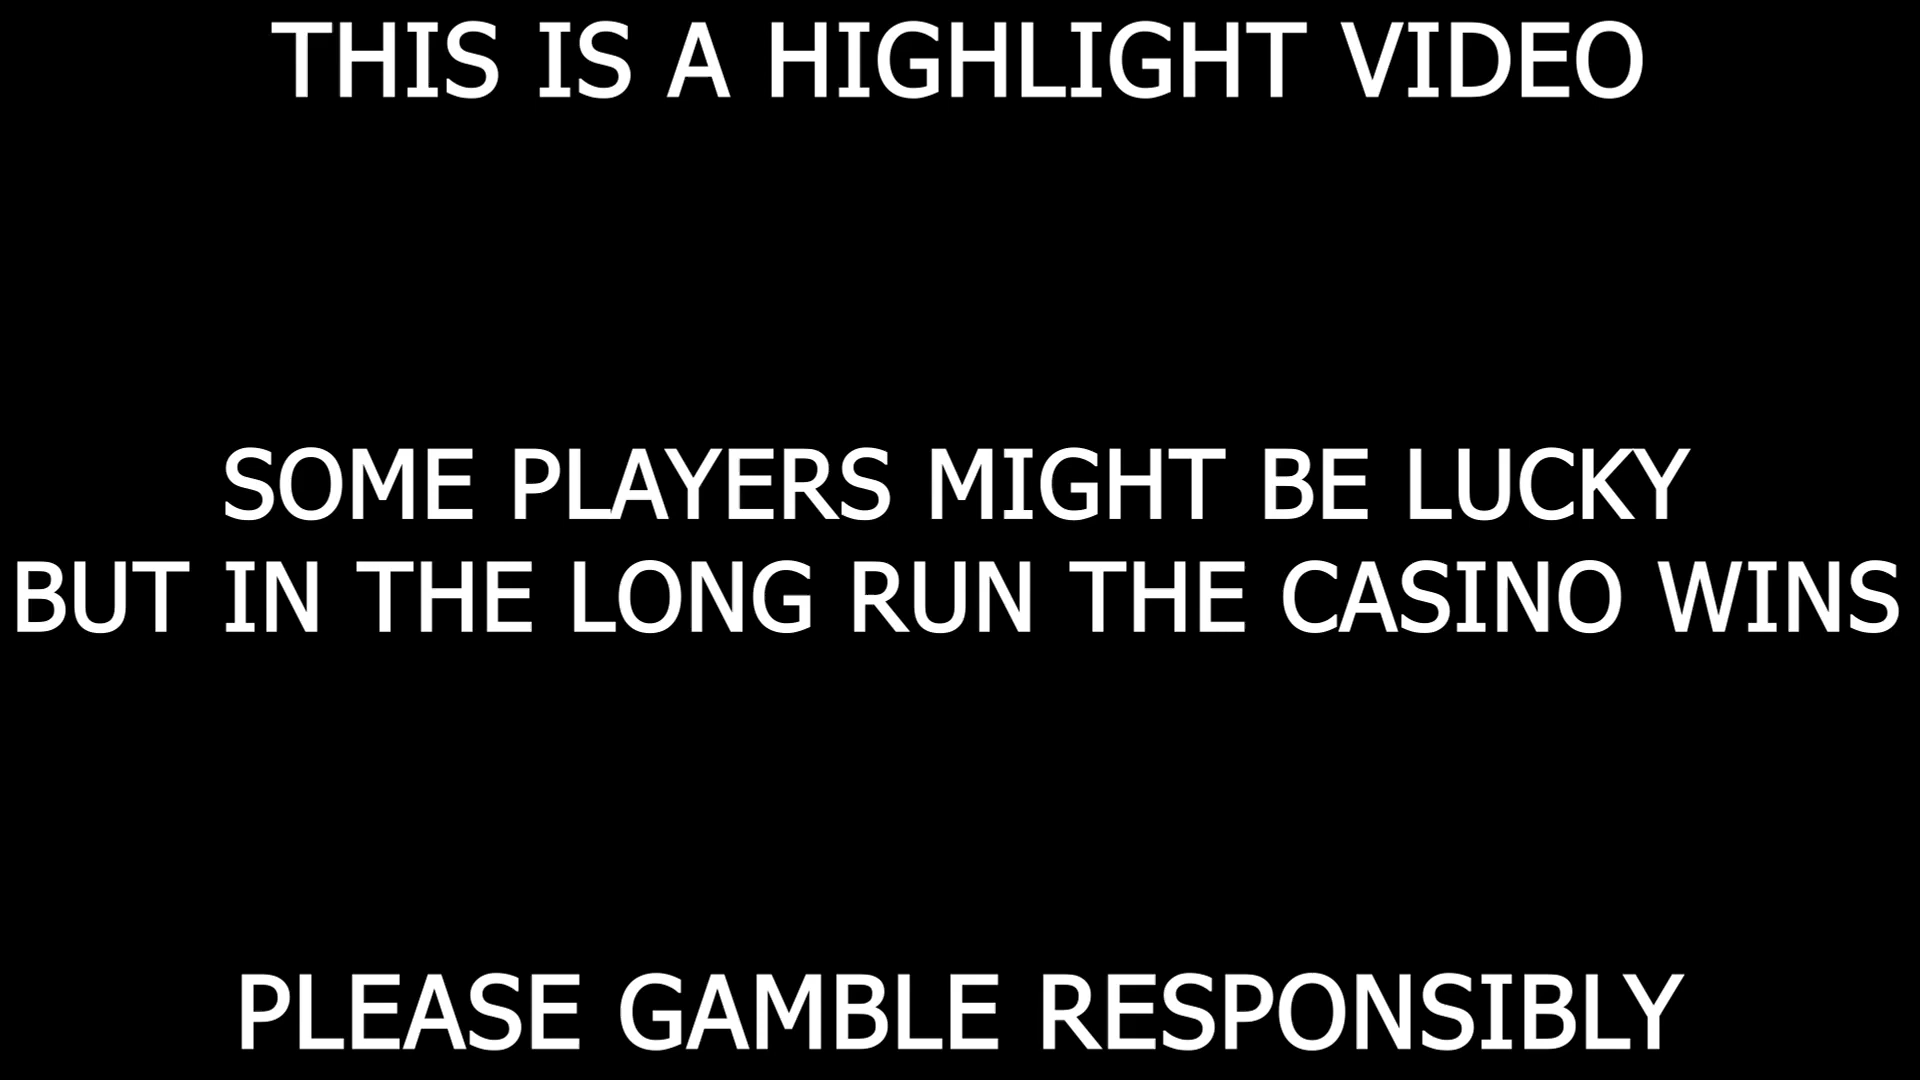 THIS IS A HIGHLIGHT VIDEO
SOME PLAYERS MIGHT BE LUCKY
BUT IN THE LONG RUN THE CASINO WINS
PLEASE GAMBLE RESPONSIBLY